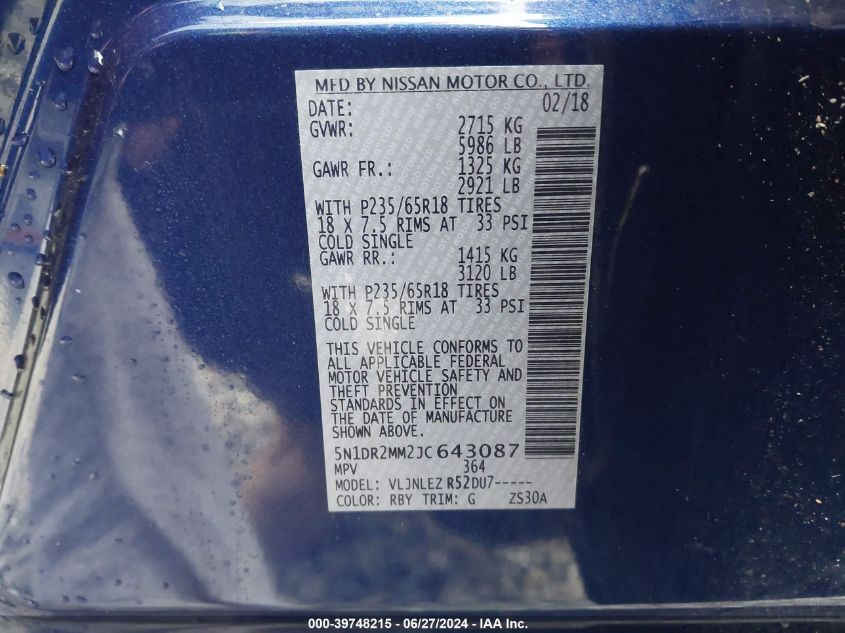 MFD BY NISSAN MOTOR CO., LTD.
DATE: 02/18
GVWR: 2715 KG
5986 LB
GAWR FR.: 1325 KG
2921 LB
WITH P235/65R18 TIRES
18 X 7.5 RIMS AT 33 PSI
COLD SINGLE
GAWR RR.: 1415 KG
3120 LB
WITH P235/65R18 TIRES
18 X 7.5 RIMS AT 33 PSI
COLD SINGLE
THIS VEHICLE CONFORMS TO
ALL APPLICABLE FEDERAL
MOTOR VEHICLE SAFETY AND
THEFT PREVENTION
STANDARDS IN EFFECT ON
THE DATE OF MANUFACTURE
SHOWN ABOVE.
5N1DR2MM2JC643087
MPV 364
MODEL: VLJNLEZ R52DU7-----
COLOR: RBY TRIM: G ZS30A
000-39748215 - 06/27/2024 - IAA Inc.